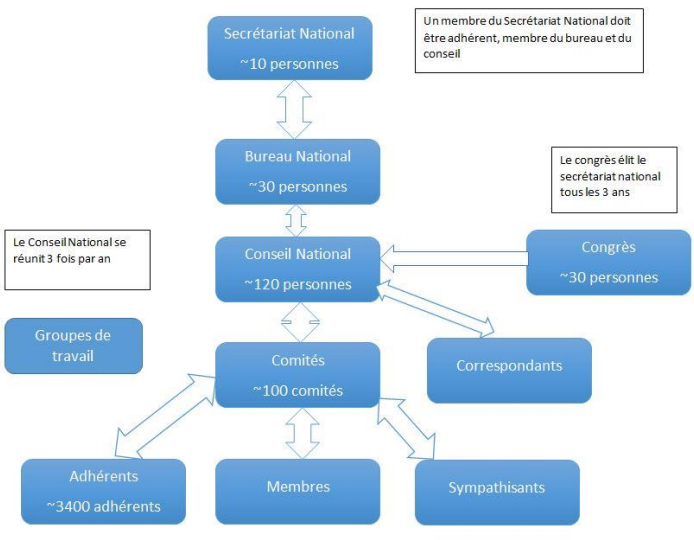 Secrétariat National
~10 personnes
Un membre du Secrétariat National doit
être adhérent, membre du bureau et du
conseil
Bureau National
~30 personnes
Le congrès élit le
secrétariat national
tous les 3 ans
Le Conseil National se
réunit 3 fois par an
Conseil National
~120 personnes
Congrès
~30 personnes
Groupes de
travail
Comités
~100 comités
Correspondants
Adhérents
~3400 adhérents
Membres
Sympathisants